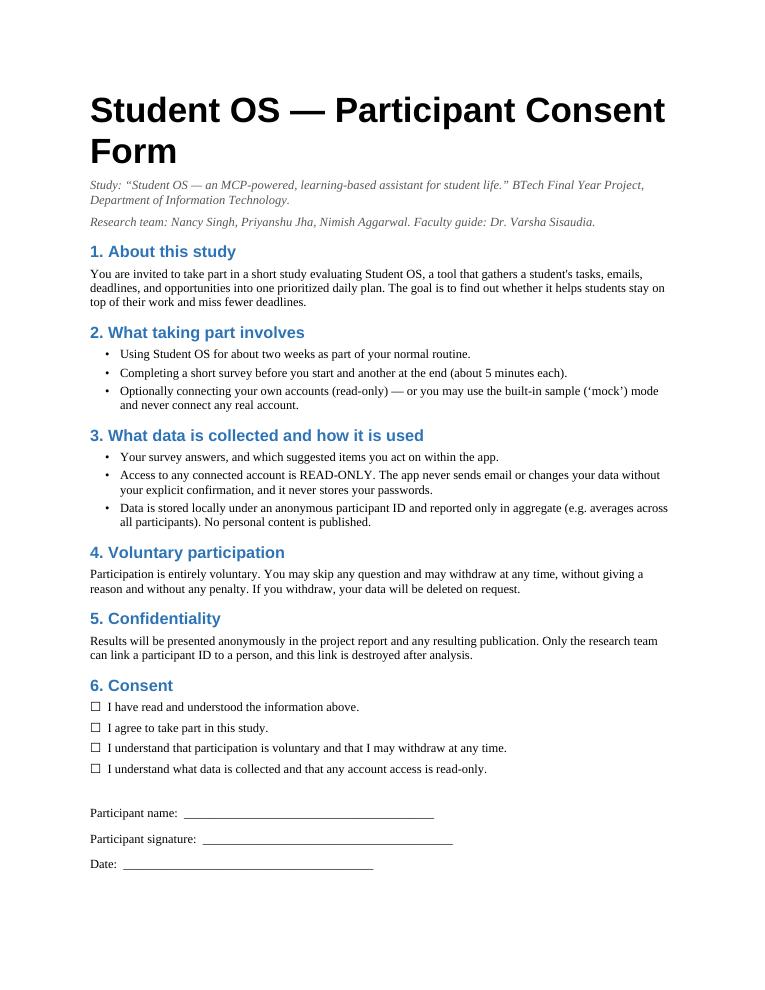 Student OS — Participant Consent
Form
Study: “Student OS — an MCP-powered, learning-based assistant for student life.” BTech Final Year Project,
Department of Information Technology.
Research team: Nancy Singh, Priyanshu Jha, Nimish Aggarwal. Faculty guide: Dr. Varsha Sisaudia.
1. About this study
You are invited to take part in a short study evaluating Student OS, a tool that gathers a student's tasks, emails,
deadlines, and opportunities into one prioritized daily plan. The goal is to find out whether it helps students stay on
top of their work and miss fewer deadlines.
2. What taking part involves
• Using Student OS for about two weeks as part of your normal routine.
• Completing a short survey before you start and another at the end (about 5 minutes each).
• Optionally connecting your own accounts (read-only) — or you may use the built-in sample (‘mock’) mode
and never connect any real account.
3. What data is collected and how it is used
• Your survey answers, and which suggested items you act on within the app.
• Access to any connected account is READ-ONLY. The app never sends email or changes your data without
your explicit confirmation, and it never stores your passwords.
• Data is stored locally under an anonymous participant ID and reported only in aggregate (e.g. averages across
all participants). No personal content is published.
4. Voluntary participation
Participation is entirely voluntary. You may skip any question and may withdraw at any time, without giving a
reason and without any penalty. If you withdraw, your data will be deleted on request.
5. Confidentiality
Results will be presented anonymously in the project report and any resulting publication. Only the research team
can link a participant ID to a person, and this link is destroyed after analysis.
6. Consent
☐ I have read and understood the information above.
☐ I agree to take part in this study.
☐ I understand that participation is voluntary and that I may withdraw at any time.
☐ I understand what data is collected and that any account access is read-only.
Participant name: ________________________________________
Participant signature: ________________________________________
Date: ________________________________________